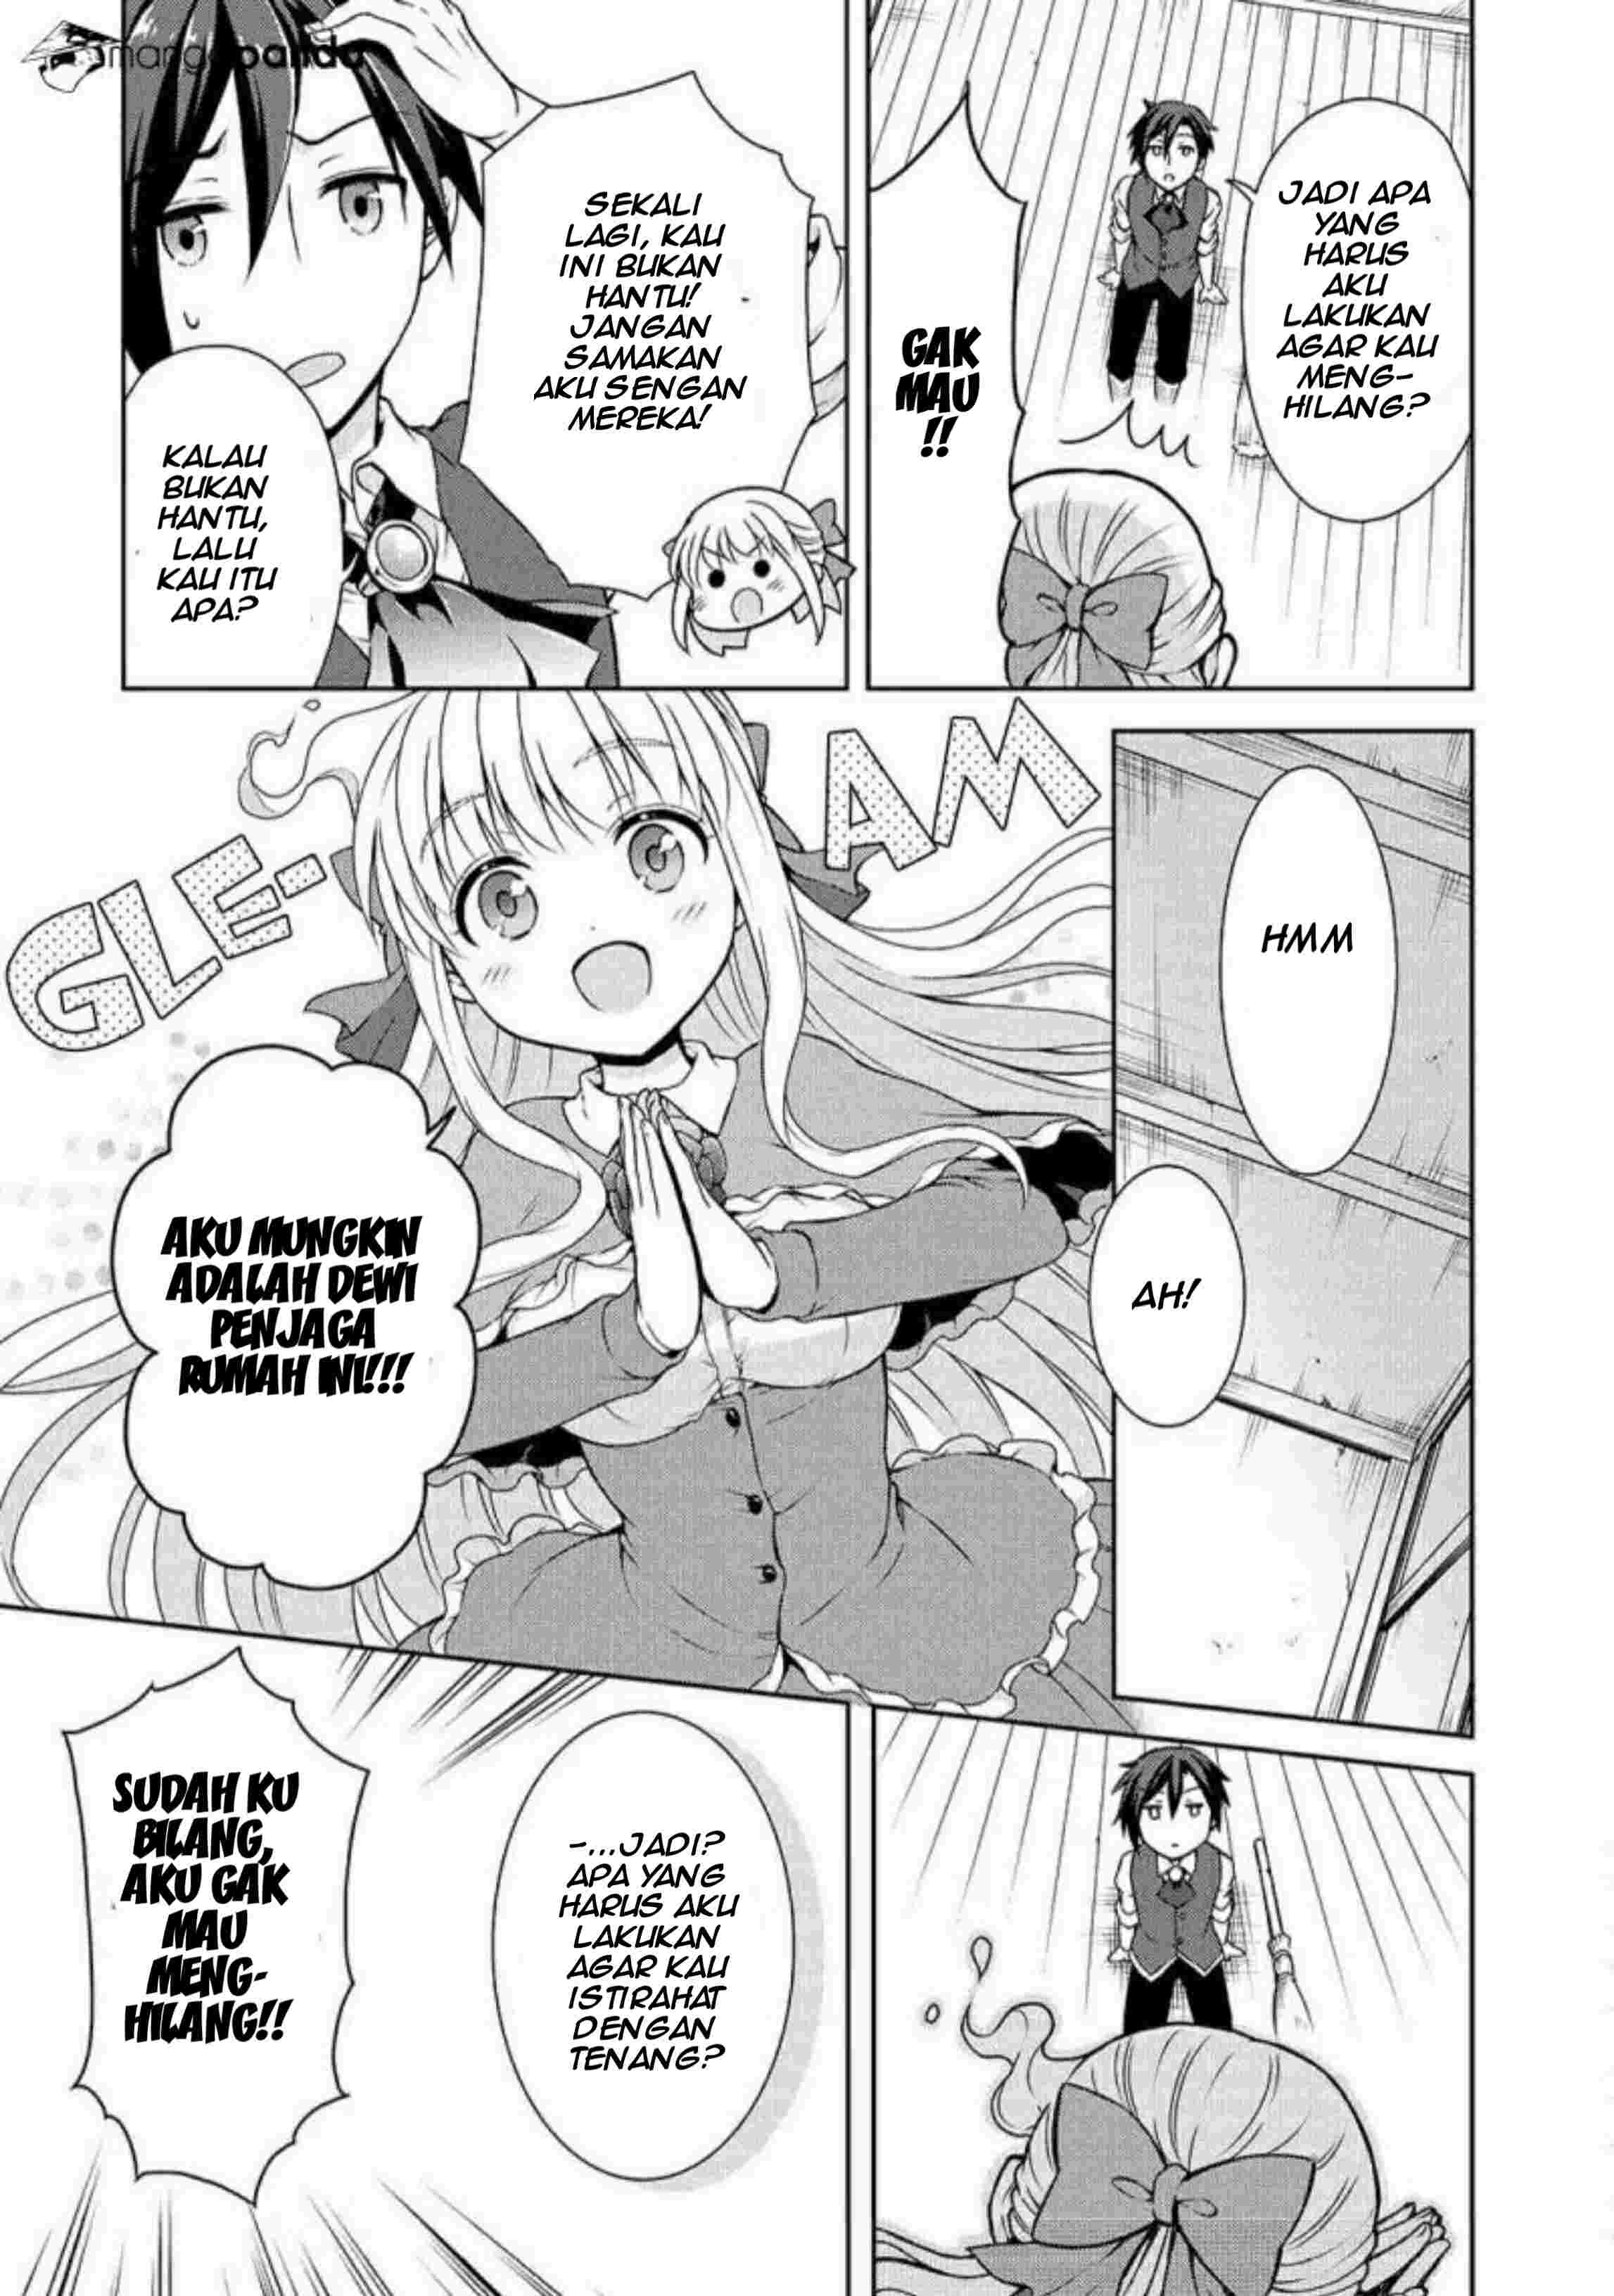 mangapanda
JADI APA
YANG
HARUS
AKU
LAKUKAN
AGAR KAU
MENG-
HILANG?
GAK
MAU
!!
SEKALI
LAGI, KAU
INI BUKAN
HANTU!
JANGAN
SAMAKAN
AKU SENGAN
MEREKA!
KALAU
BUKAN
HANTU,
LALU
KAU ITU
APA?
HMM
AH!
GLE-
AM
AKU MUNGKIN
ADALAH DEWI
PENJAGA
RUMAH INI!!!
-...JADI?
APA YANG
HARUS AKU
LAKUKAN
AGAR KAU
ISTIRAHAT
DENGAN
TENANG?
SUDAH KU
BILANG,
AKU GAK
MAU
MENG-
HILANG!!